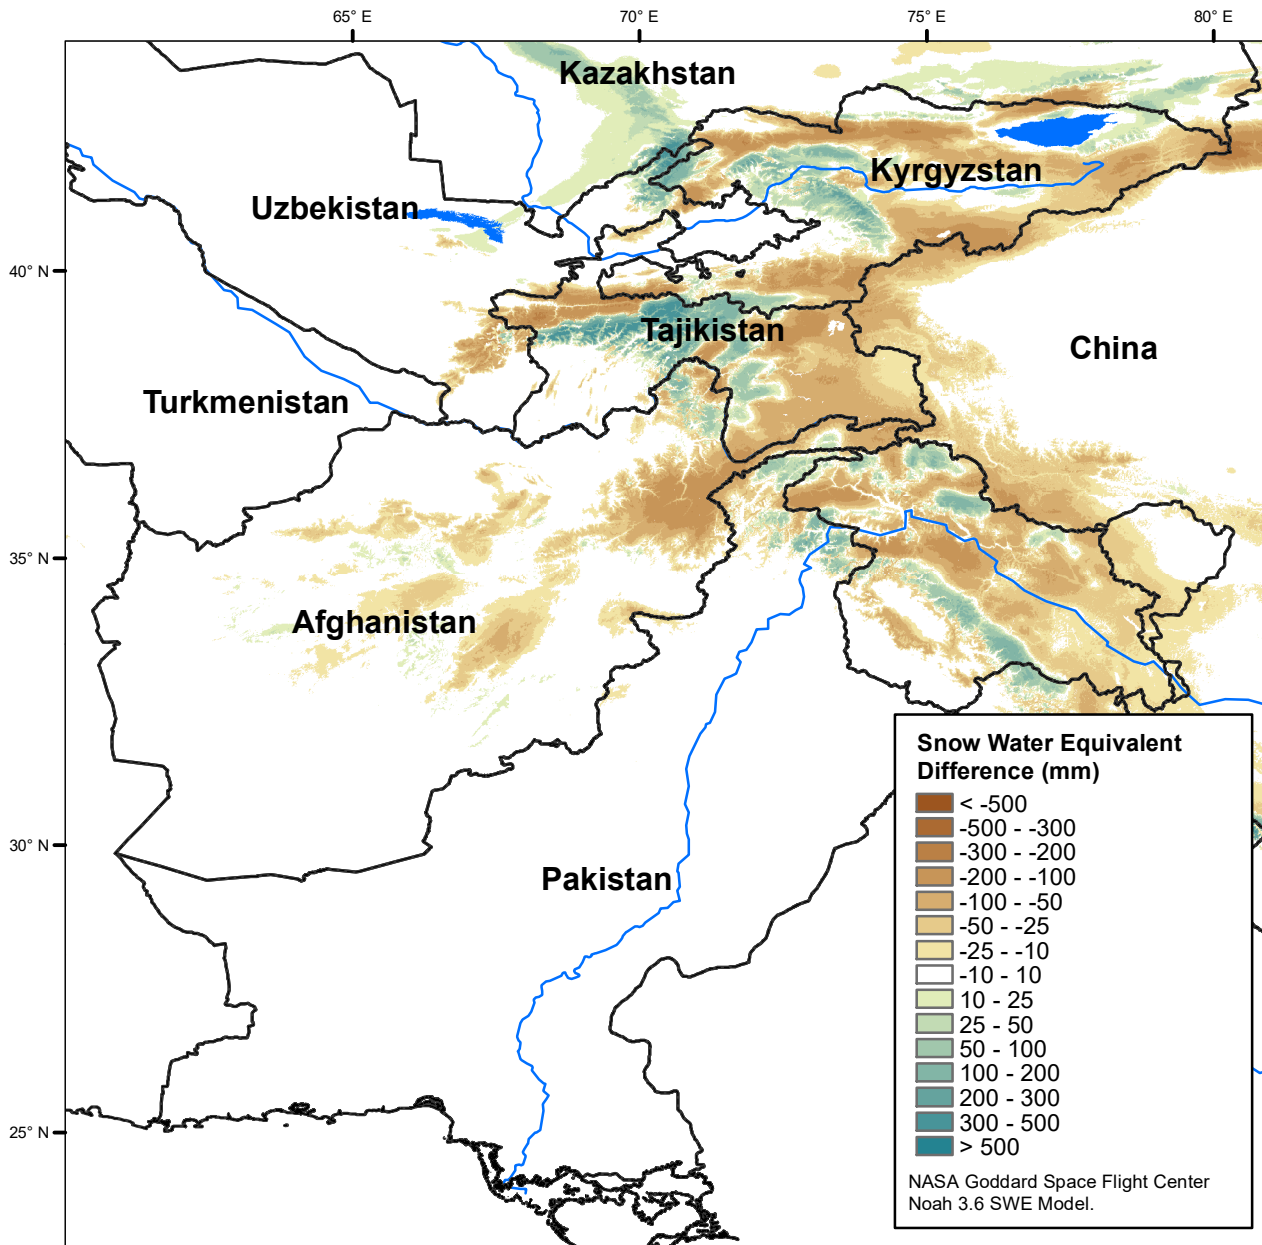 65° E
70° E
75° E
80° E
Kazakhstan
Kyrgyzstan
Uzbekistan
40° N
Tajikistan
China
Turkmenistan
35° N
Afghanistan
Snow Water Equivalent
Difference (mm)
< -500
-500 - -300
-300 - -200
-200 - -100
-100 - -50
-50 - -25
-25 - -10
-10 - 10
10 - 25
25 - 50
50 - 100
100 - 200
200 - 300
300 - 500
> 500
NASA Goddard Space Flight Center
Noah 3.6 SWE Model.
30° N
Pakistan
25° N